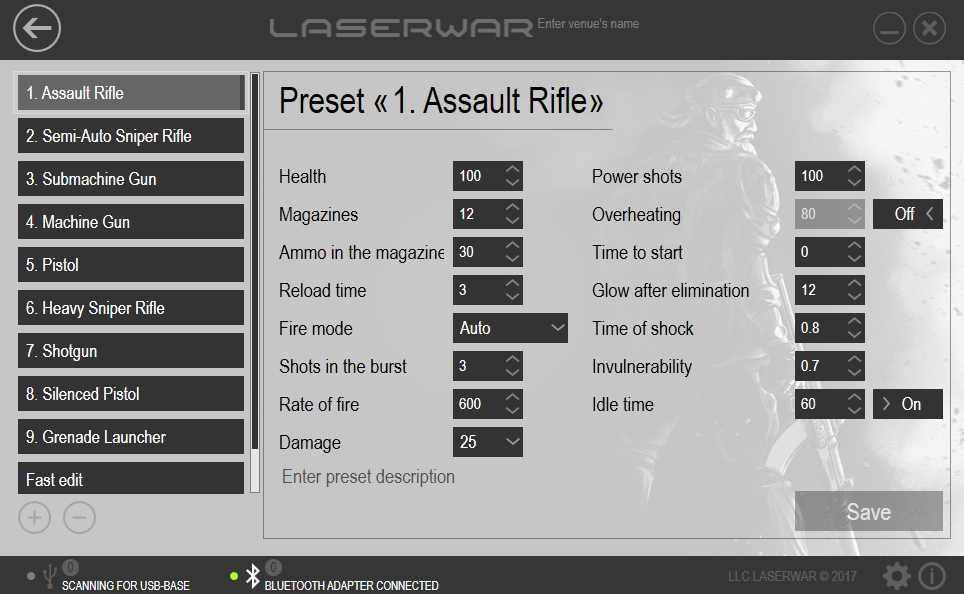 LASERWAR Enter venue's name
1. Assault Rifle
2. Semi-Auto Sniper Rifle
3. Submachine Gun
4. Machine Gun
5. Pistol
6. Heavy Sniper Rifle
7. Shotgun
8. Silenced Pistol
9. Grenade Launcher
Fast edit
Preset «1. Assault Rifle»
Health 100
Magazines 12
Ammo in the magazine 30
Reload time 3
Fire mode Auto
Shots in the burst 3
Rate of fire 600
Damage 25
Enter preset description
Power shots 100
Overheating 80 Off
Time to start 0
Glow after elimination 12
Time of shock 0.8
Invulnerability 0.7
Idle time 60 On
Save
0
SCANNING FOR USB-BASE
0
BLUETOOTH ADAPTER CONNECTED
LLC LASERWAR © 2017